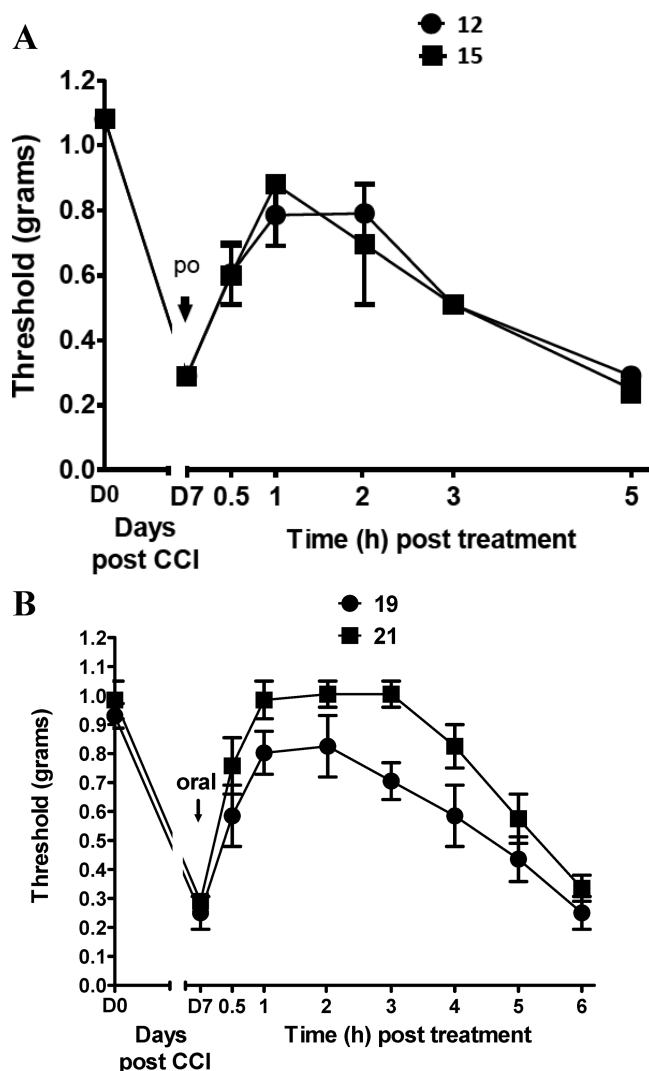 A
12
15
Threshold (grams)
1.2
1.0
0.8
0.6
0.4
0.2
0.0
po
D0 D7 0.5 1 2 3 5
Days
post CCI
Time (h) post treatment
B
19
21
Threshold (grams)
1.2
1.1
1.0
0.9
0.8
0.7
0.6
0.5
0.4
0.3
0.2
0.1
0.0
oral
D0 D7 0.5 1 2 3 4 5 6
Days
post CCI
Time (h) post treatment